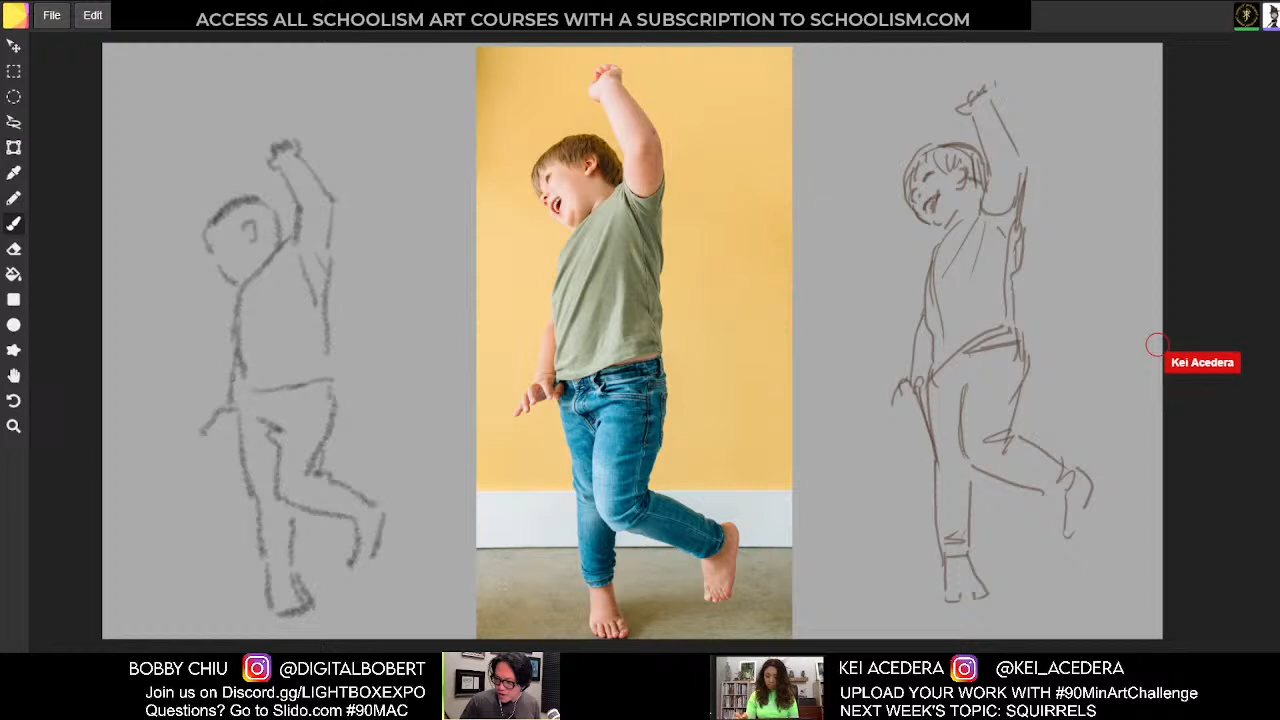 File
Edit
ACCESS ALL SCHOOLISM ART COURSES WITH A SUBSCRIPTION TO SCHOOLISM.COM
Kei Acedera
BOBBY CHIU @DIGITALBOBERT
Join us on Discord.gg/LIGHTBOXEXPO
Questions? Go to Slido.com #90MAC
KEI ACEDERA @KEI_ACEDERA
UPLOAD YOUR WORK WITH #90MinArtChallenge
NEXT WEEK'S TOPIC: SQUIRRELS